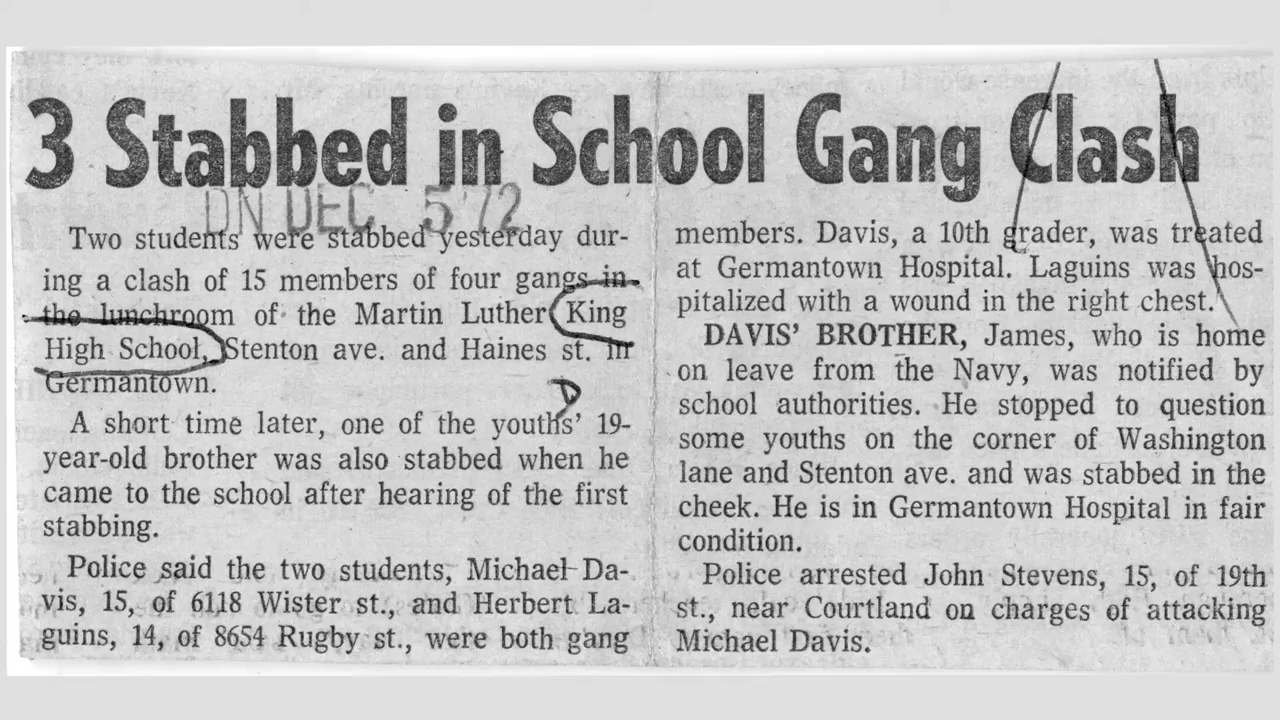 3 Stabbed in School Gang Clash
ON DEC 5 '72
Two students were stabbed yesterday dur-
ing a clash of 15 members of four gangs in
the lunchroom of the Martin Luther King
High School, Stenton ave. and Haines st. in
Germantown.
A short time later, one of the youths' 19-
year-old brother was also stabbed when he
came to the school after hearing of the first
stabbing.
Police said the two students, Michael Da-
vis, 15, of 6118 Wister st., and Herbert La-
guins, 14, of 8654 Rugby st., were both gang
members. Davis, a 10th grader, was treated
at Germantown Hospital. Laguins was hos-
pitalized with a wound in the right chest.
DAVIS' BROTHER, James, who is home
on leave from the Navy, was notified by
school authorities. He stopped to question
some youths on the corner of Washington
lane and Stenton ave. and was stabbed in the
cheek. He is in Germantown Hospital in fair
condition.
Police arrested John Stevens, 15, of 19th
st., near Courtland on charges of attacking
Michael Davis.